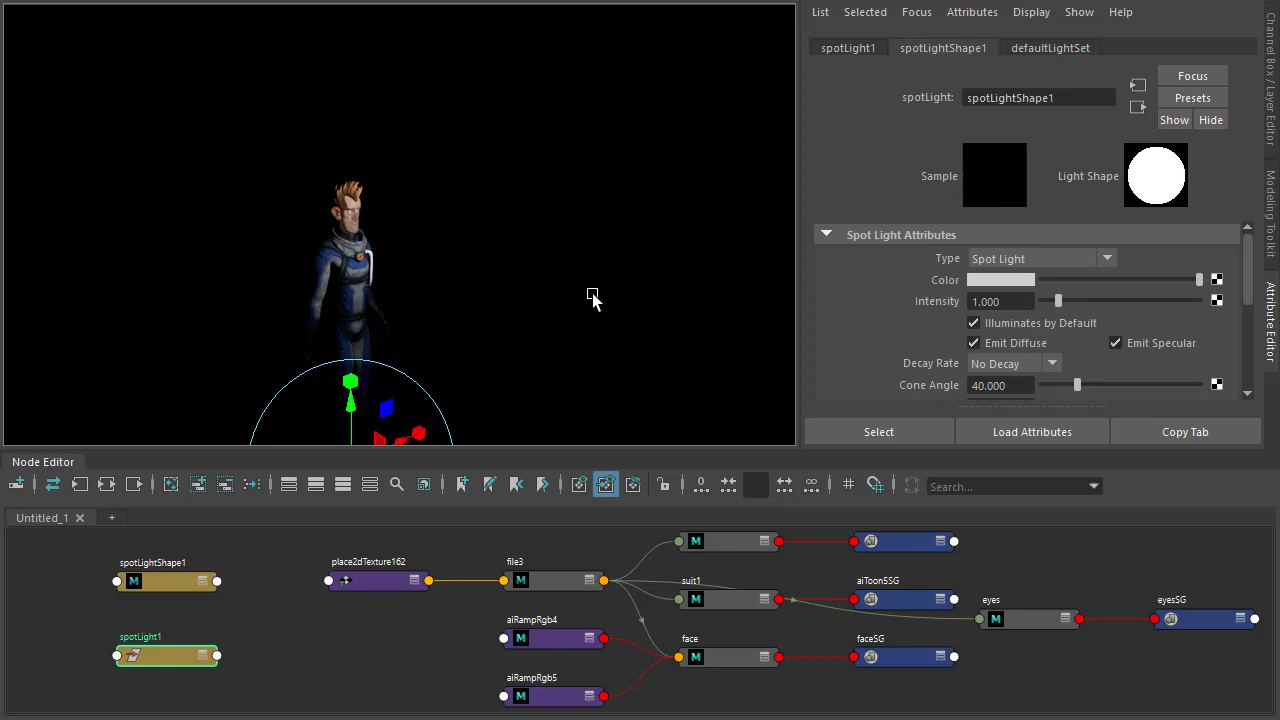 List Selected Focus Attributes Display Show Help
spotLight1 spotLightShape1 defaultLightSet
spotLight: spotLightShape1
Focus
Presets
Show Hide
Sample Light Shape
Spot Light Attributes
Type Spot Light
Color
Intensity 1.000
Illuminates by Default
Emit Diffuse Emit Specular
Decay Rate No Decay
Cone Angle 40.000
Select Load Attributes Copy Tab
Channel Box / Layer Editor
Modeling Toolkit
Attribute Editor
Node Editor
Search...
Untitled_1 +
spotLightShape1
M
spotLight1
place2dTexture162
file3
M
aiRampRgb4
M
aiRampRgb5
M
M
suit1
M
face
M
aiToon5SG
faceSG
eyes
M
eyesSG